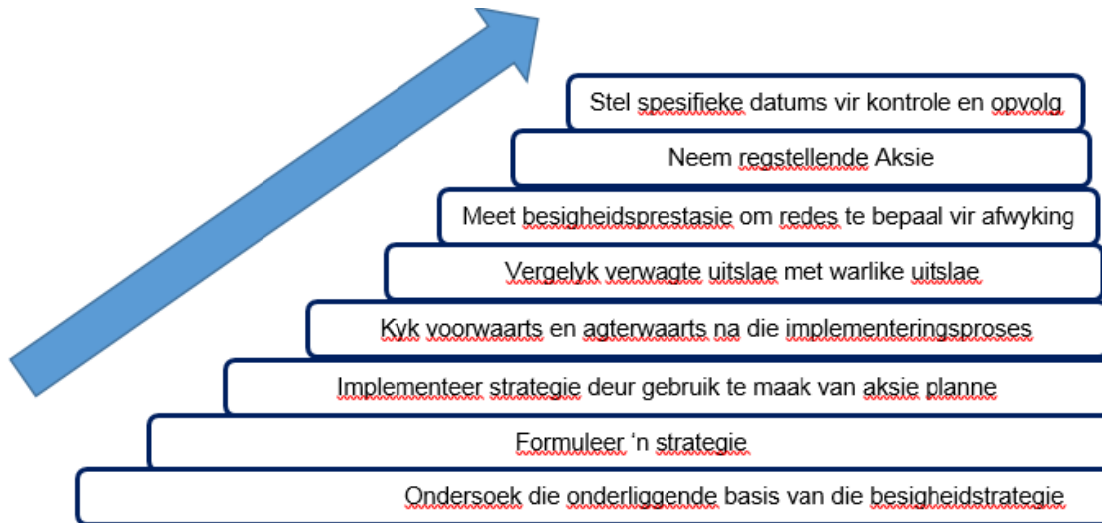 Stel spesifieke datums vir kontrole en opvolg
Neem regstellende Aksie
Meet besigheidsprestasie om redes te bepaal vir afwyking
Vergelyk verwagte uitslae met warlike uitslae
Kyk voorwaarts en agterwaarts na die implementeringsproses
Implementeer strategie deur gebruik te maak van aksie planne
Formuleer ‘n strategie
Ondersoek die onderliggende basis van die besigheidstrategie